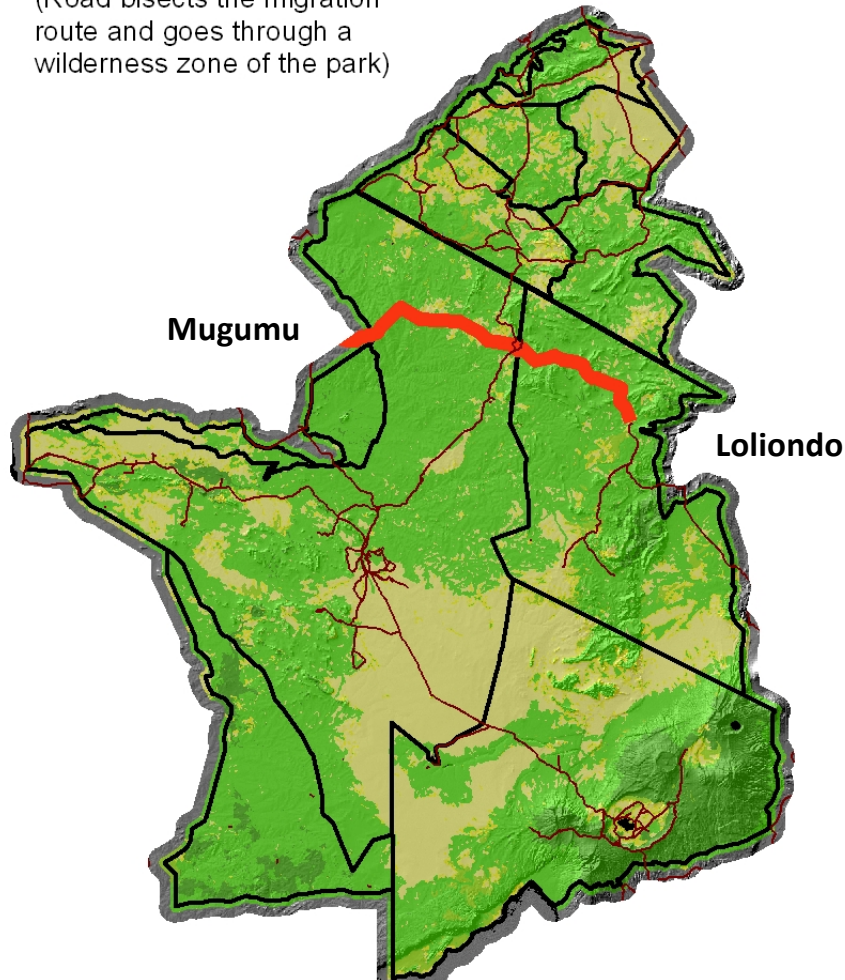 (Road bisects the migration
route and goes through a
wilderness zone of the park)
Mugumu
Loliondo